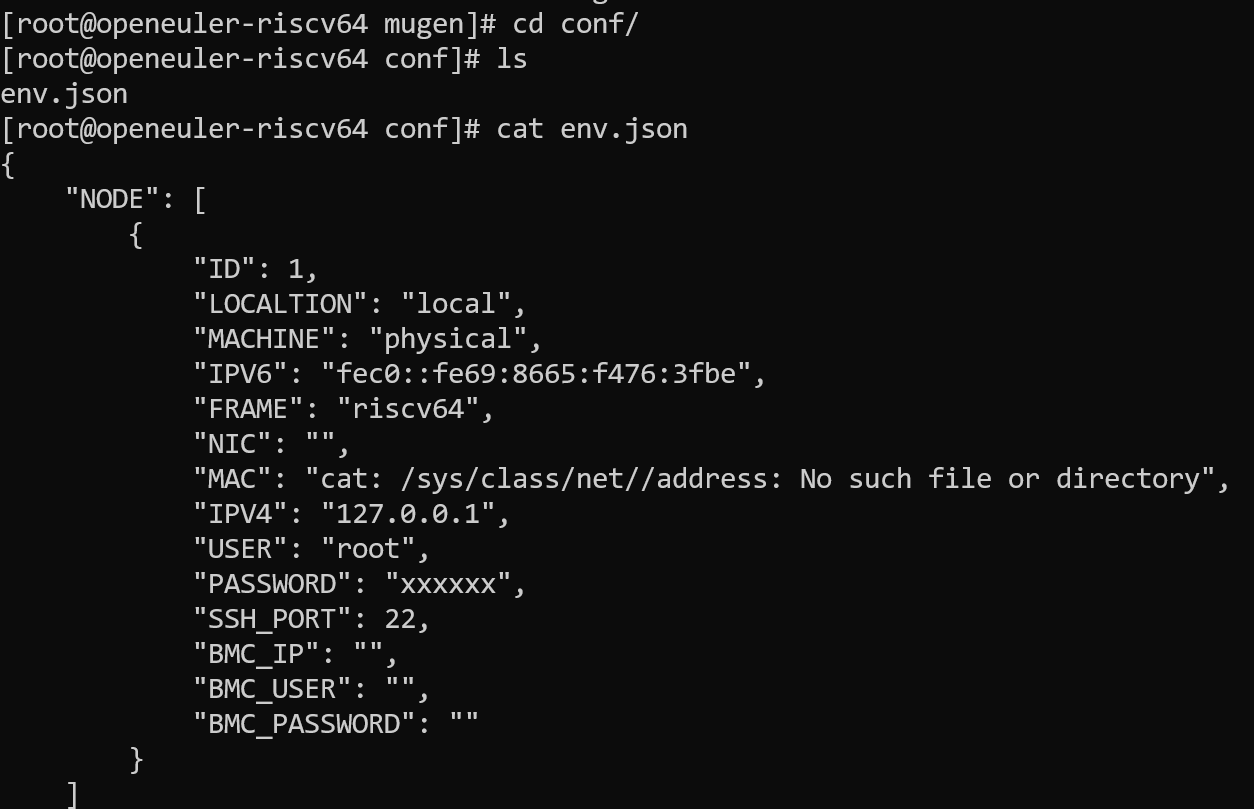 [root@openeuler-riscv64 mugen]# cd conf/
[root@openeuler-riscv64 conf]# ls
env.json
[root@openeuler-riscv64 conf]# cat env.json
{
    "NODE": [
        {
            "ID": 1,
            "LOCALTION": "local",
            "MACHINE": "physical",
            "IPV6": "fec0::fe69:8665:f476:3fbe",
            "FRAME": "riscv64",
            "NIC": "",
            "MAC": "cat: /sys/class/net//address: No such file or directory",
            "IPV4": "127.0.0.1",
            "USER": "root",
            "PASSWORD": "xxxxxx",
            "SSH_PORT": 22,
            "BMC_IP": "",
            "BMC_USER": "",
            "BMC_PASSWORD": ""
        }
    ]